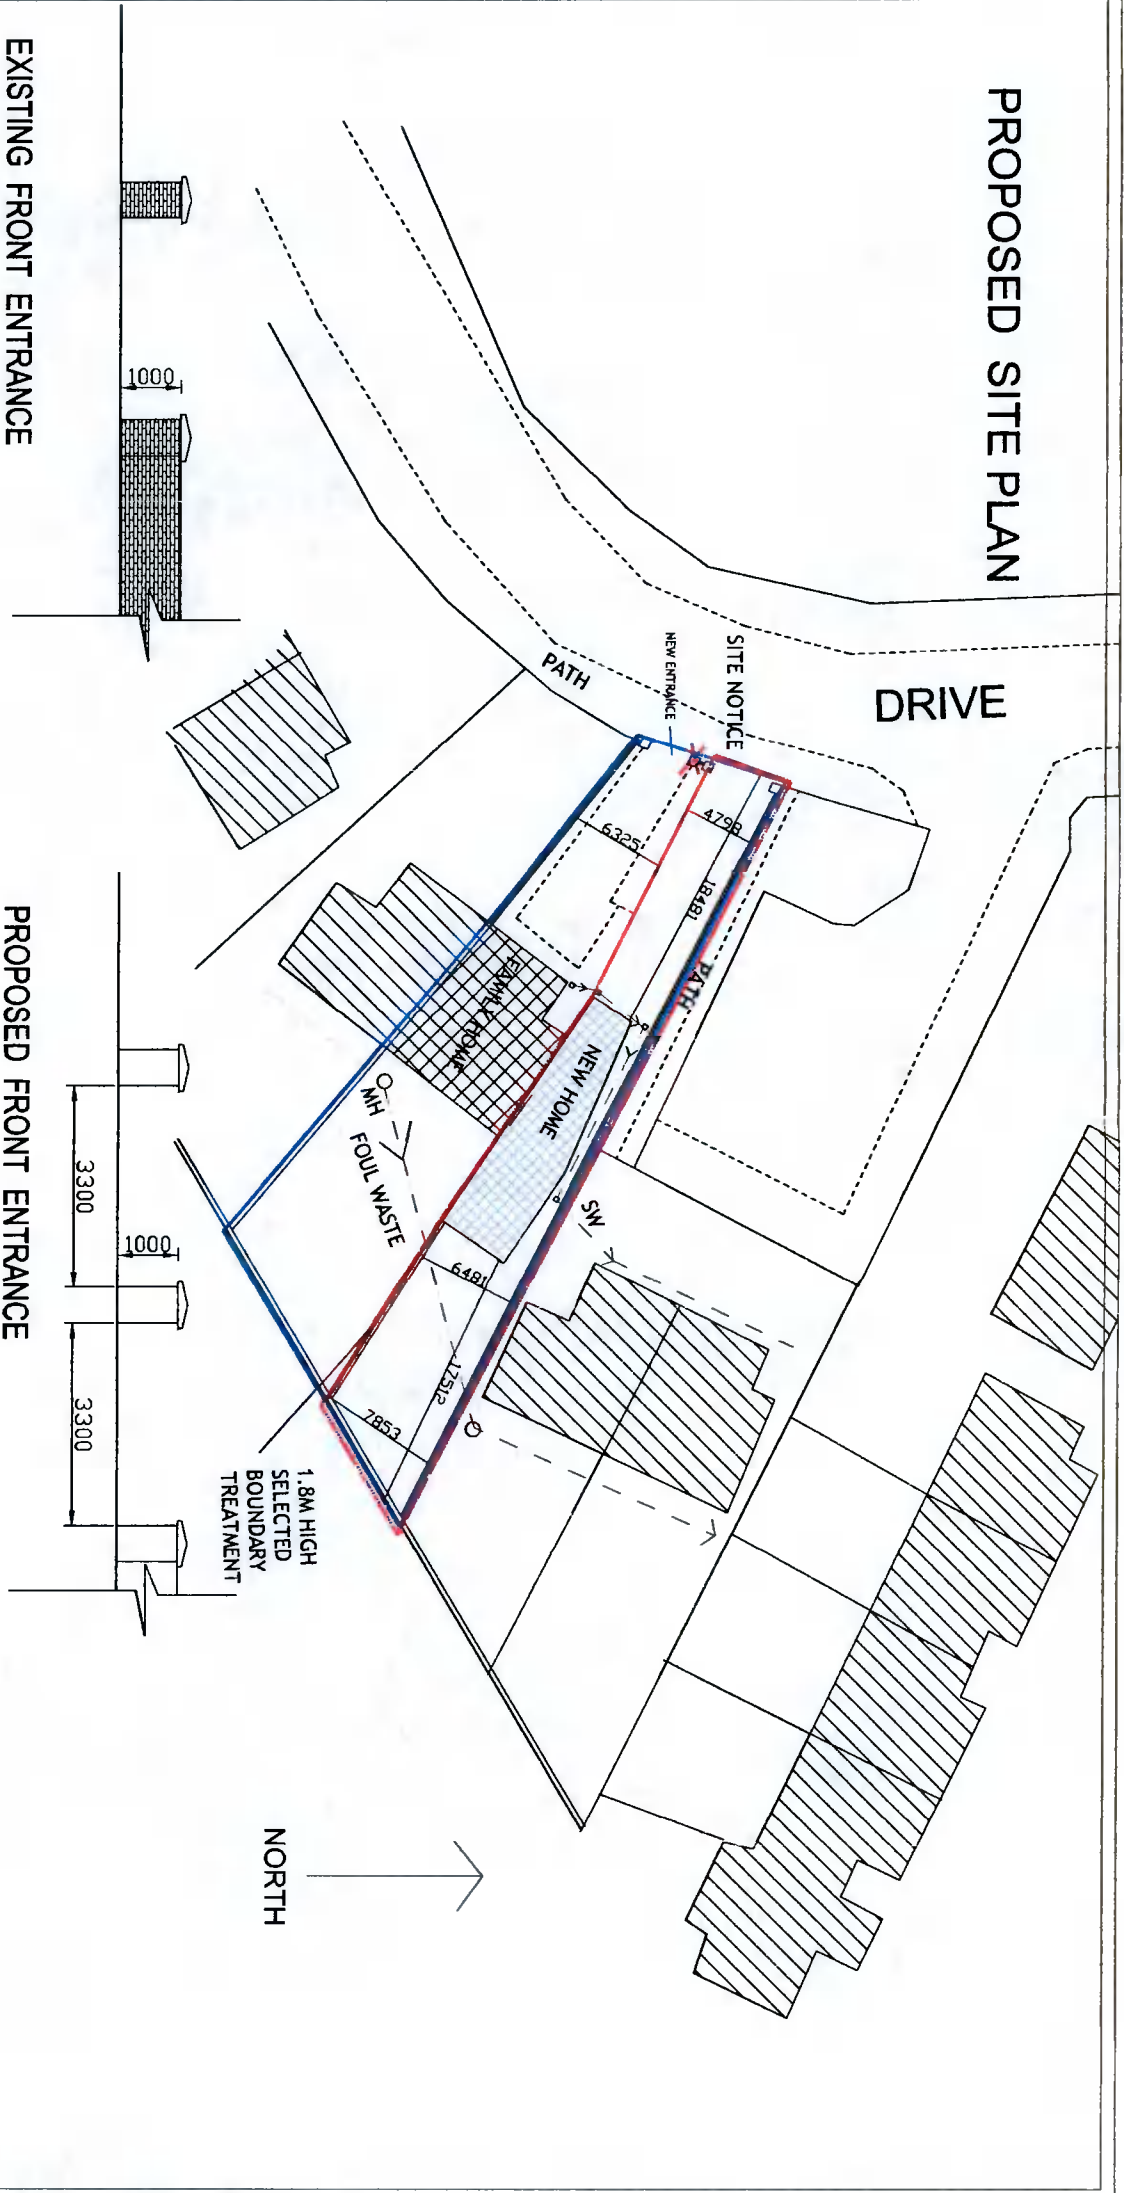 PROPOSED SITE PLAN
DRIVE
SITE NOTICE
NEW ENTRANCE
PATH
4798
6325
18481
PATH
FAMILY HOME
NEW HOME
MH
FOUL WASTE
SW
6481
17512
7853
1.8M HIGH
SELECTED
BOUNDARY
TREATMENT
NORTH
1000
EXISTING FRONT ENTRANCE
3300
1000
3300
PROPOSED FRONT ENTRANCE